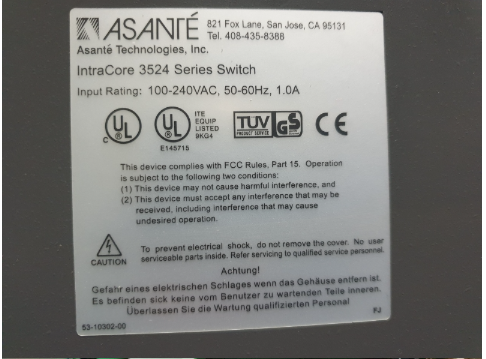 ASANTÉ 821 Fox Lane, San Jose, CA 95131
Tel. 408-435-8388
Asanté Technologies, Inc.
IntraCore 3524 Series Switch
Input Rating: 100-240VAC, 50-60Hz, 1.0A
C UL UL ITE EQUIP LISTED 9KG4 TUV PRODUCT SERVICE GS CE
E145715
This device complies with FCC Rules, Part 15. Operation
is subject to the following two conditions:
(1) This device may not cause harmful interference, and
(2) This device must accept any interference that may be
received, including interference that may cause
undesired operation.
CAUTION
To prevent electrical shock, do not remove the cover. No user
serviceable parts inside. Refer servicing to qualified service personnel.
Achtung!
Gefahr eines elektrischen Schlages wenn das Gehäuse entfern ist.
Es befinden sick keine vom Benutzer zu wartenden Teile inneren.
Überlassen Sie die Wartung qualifizierten Personal
53-10302-00 PJ